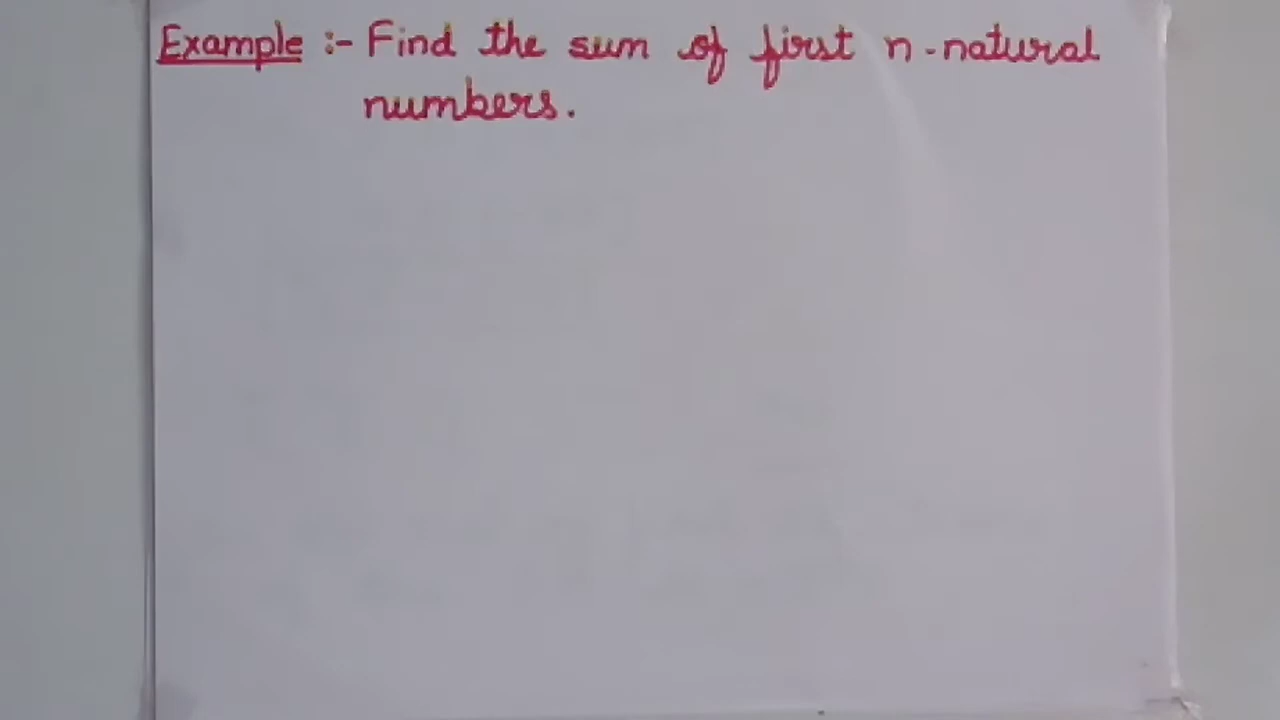 Example :- Find the sum of first n-natural
numbers.